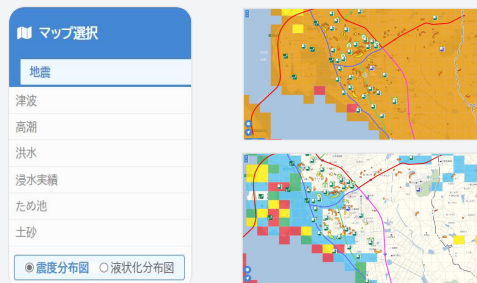 マップ選択
地震
津波
高潮
洪水
浸水実績
ため池
土砂
震度分布図 液状化分布図